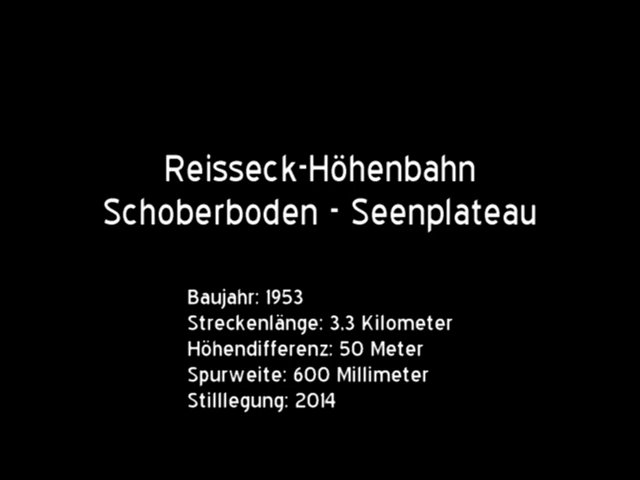 Reisseck-Höhenbahn
Schoberboden - Seenplateau
Baujahr: 1953
Streckenlänge: 3,3 Kilometer
Höhendifferenz: 50 Meter
Spurweite: 600 Millimeter
Stilllegung: 2014